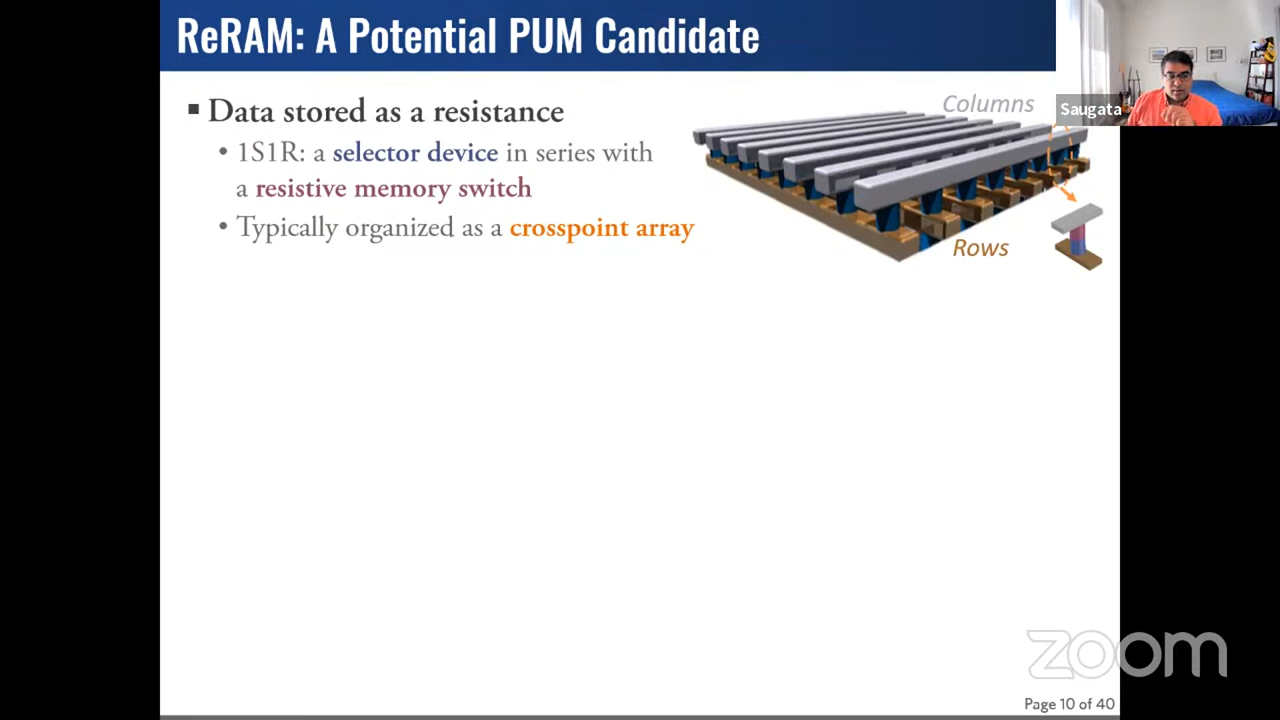 ReRAM: A Potential PUM Candidate
▪ Data stored as a resistance
• 1S1R: a selector device in series with
a resistive memory switch
• Typically organized as a crosspoint array
Columns
Rows
Saugata
zoom
Page 10 of 40